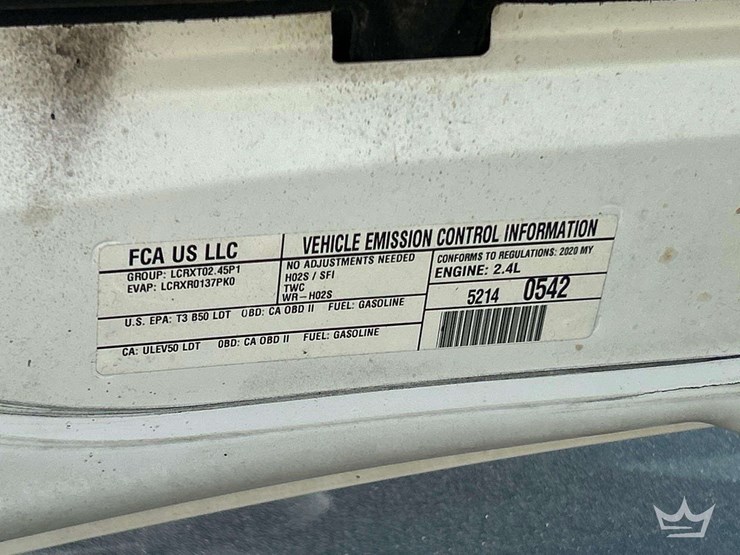 FCA US LLC
GROUP: LCRXT02.45P1
EVAP: LCRXR0137PK0
VEHICLE EMISSION CONTROL INFORMATION
NO ADJUSTMENTS NEEDED
H02S / SFI
TWC
WR-H02S
CONFORMS TO REGULATIONS: 2020 MY
ENGINE: 2.4L
U.S. EPA: T3 B50 LDT OBD: CA OBD II FUEL: GASOLINE
5214 0542
CA: ULEV50 LDT OBD: CA OBD II FUEL: GASOLINE